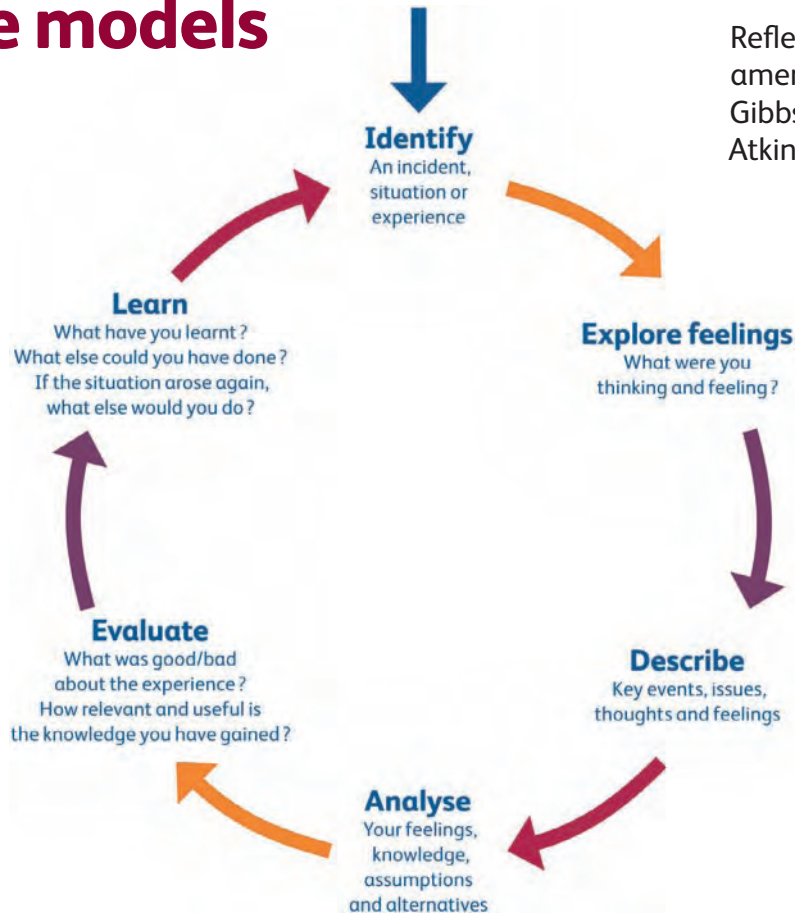 e models
Refle
amer
Gibbs
Atkin
Identify
An incident,
situation or
experience
Explore feelings
What were you
thinking and feeling?
Describe
Key events, issues,
thoughts and feelings
Analyse
Your feelings,
knowledge,
assumptions
and alternatives
Evaluate
What was good/bad
about the experience?
How relevant and useful is
the knowledge you have gained?
Learn
What have you learnt?
What else could you have done?
If the situation arose again,
what else would you do?